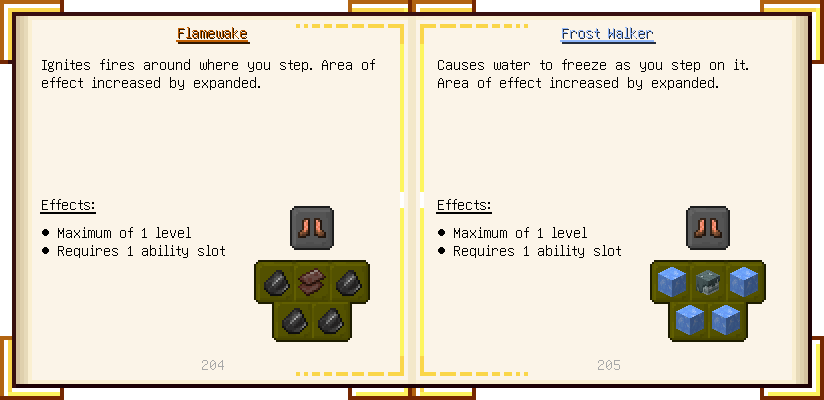 Flamewake
Ignites fires around where you step. Area of
effect increased by expanded.
Effects:
● Maximum of 1 level
● Requires 1 ability slot
204
Frost Walker
Causes water to freeze as you step on it.
Area of effect increased by expanded.
Effects:
● Maximum of 1 level
● Requires 1 ability slot
205